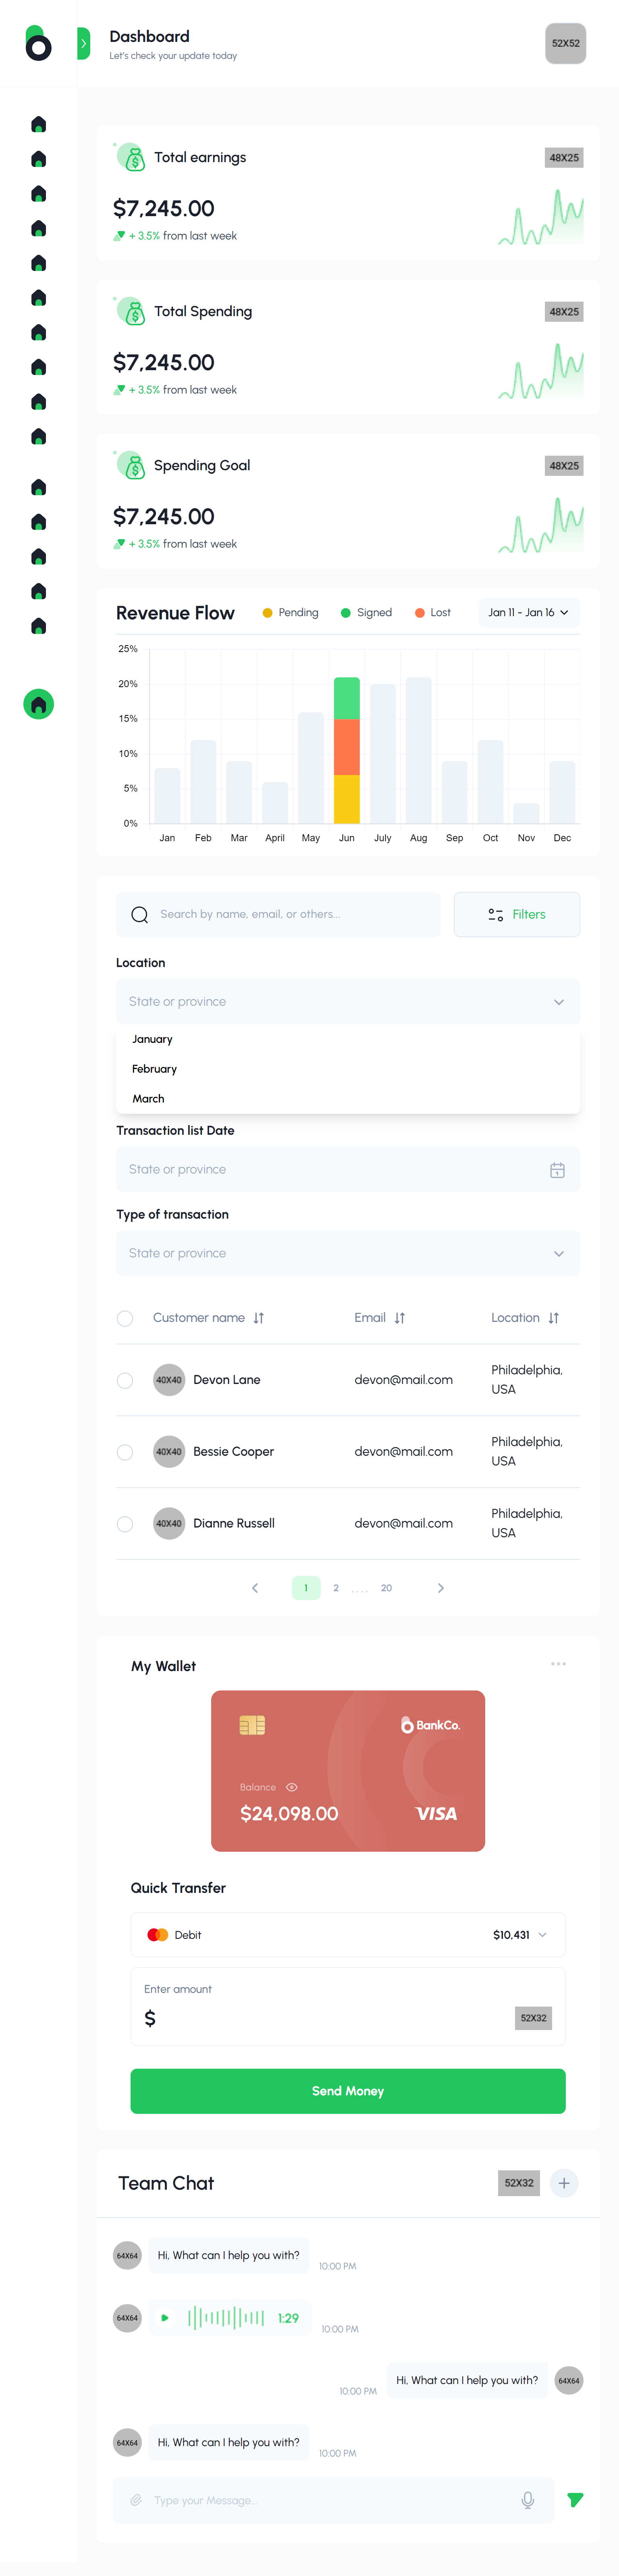 Dashboard
Let's check your update today
52X52
Total earnings
48X25
$7,245.00
+ 3.5% from last week
Total Spending
48X25
$7,245.00
+ 3.5% from last week
Spending Goal
48X25
$7,245.00
+ 3.5% from last week
Revenue Flow
Pending
Signed
Lost
Jan 11 - Jan 16
25%
20%
15%
10%
5%
0%
Jan Feb Mar April May Jun July Aug Sep Oct Nov Dec
Search by name, email, or others...
Filters
Location
State or province
January
February
March
Transaction list Date
State or province
Type of transaction
State or province
Customer name Email Location
40X40 Devon Lane devon@mail.com Philadelphia,
USA
40X40 Bessie Cooper devon@mail.com Philadelphia,
USA
40X40 Dianne Russell devon@mail.com Philadelphia,
USA
1 2 .... 20
My Wallet
BankCo.
Balance
$24,098.00
VISA
Quick Transfer
Debit
$10,431
Enter amount
$
52X32
Send Money
Team Chat
52X32
64X64
Hi, What can I help you with?
10:00 PM
64X64
1:29
10:00 PM
10:00 PM
Hi, What can I help you with?
64X64
64X64
Hi, What can I help you with?
10:00 PM
Type your Message...